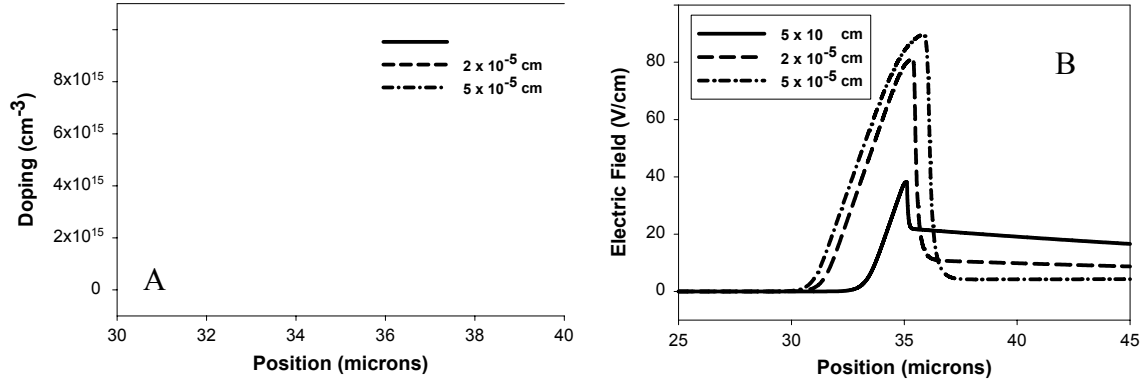 Doping (cm-3)
8x10¹⁵
6x10¹⁵
4x10¹⁵
2x10¹⁵
0
30 32 34 36 38 40
Position (microns)
2 x 10⁻⁵ cm
5 x 10⁻⁵ cm
A
Electric Field (V/cm)
80
60
40
20
0
25 30 35 40 45
Position (microns)
5 x 10 cm
2 x 10⁻⁵ cm
5 x 10⁻⁵ cm
B